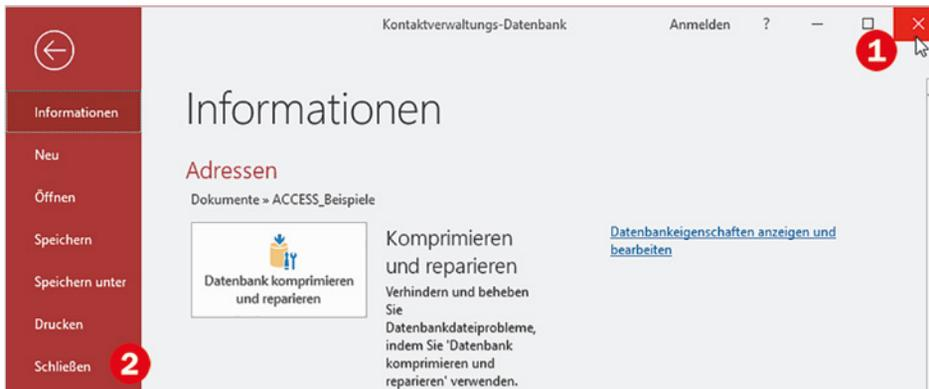 Kontaktverwaltungs-Datenbank Anmelden ?
1
Informationen
Neu
Öffnen
Speichern
Speichern unter
Drucken
Schließen 2
Informationen
Adressen
Dokumente » ACCESS_Beispiele
Datenbank komprimieren
und reparieren
Komprimieren
und reparieren
Verhindern und beheben
Sie
Datenbankdateiprobleme,
indem Sie 'Datenbank
komprimieren und
reparieren' verwenden.
Datenbankeigenschaften anzeigen und
bearbeiten